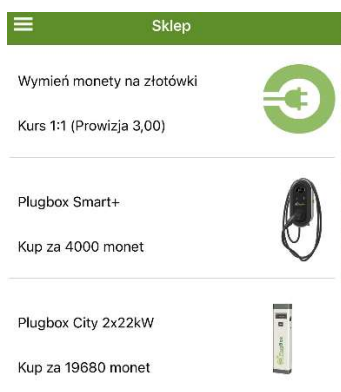 Sklep
Wymień monety na złotówki
Kurs 1:1 (Prowizja 3,00)
Plugbox Smart+
Kup za 4000 monet
Plugbox City 2x22kW
Kup za 19680 monet